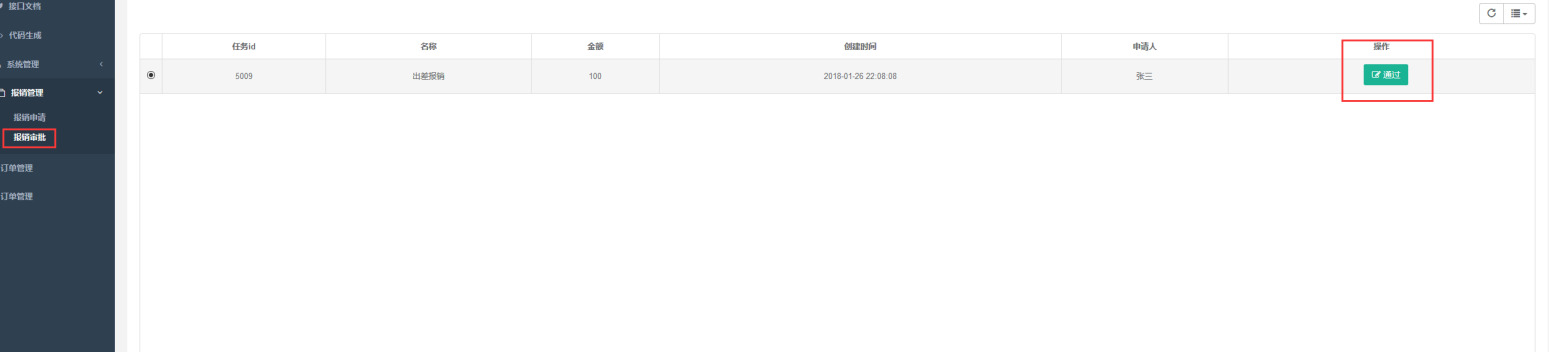 接口文档
代码生成
系统管理
报销管理
报销申请
报销审批
订单管理
订单管理
任务id 名称 金额 创建时间 申请人 操作
5009 出差报销 100 2018-01-26 22:08:08 张三 通过